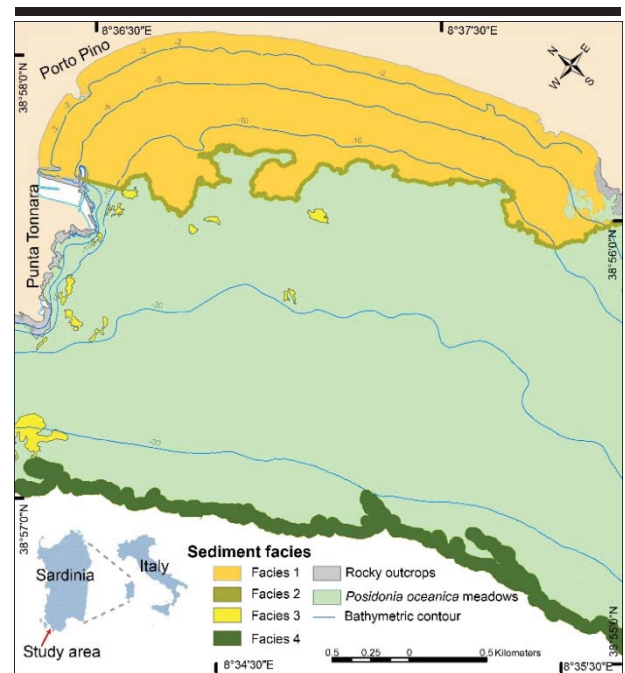 8°36'30"E
8°37'30"E
Porto Pino
N
E
W
S
38°58'0"N
-2
-2
-2
-5
-5
-5
-10
-10
Punta Tonnara
38°56'0"N
-20
-30
38°57'0"N
Sardinia
Italy
Study area
Sediment facies
Facies 1
Facies 2
Facies 3
Facies 4
Rocky outcrops
Posidonia oceanica meadows
Bathymetric contour
0,5 0,25 0 0,5 Kilometers
38°55'0"N
8°34'30"E
8°35'30"E